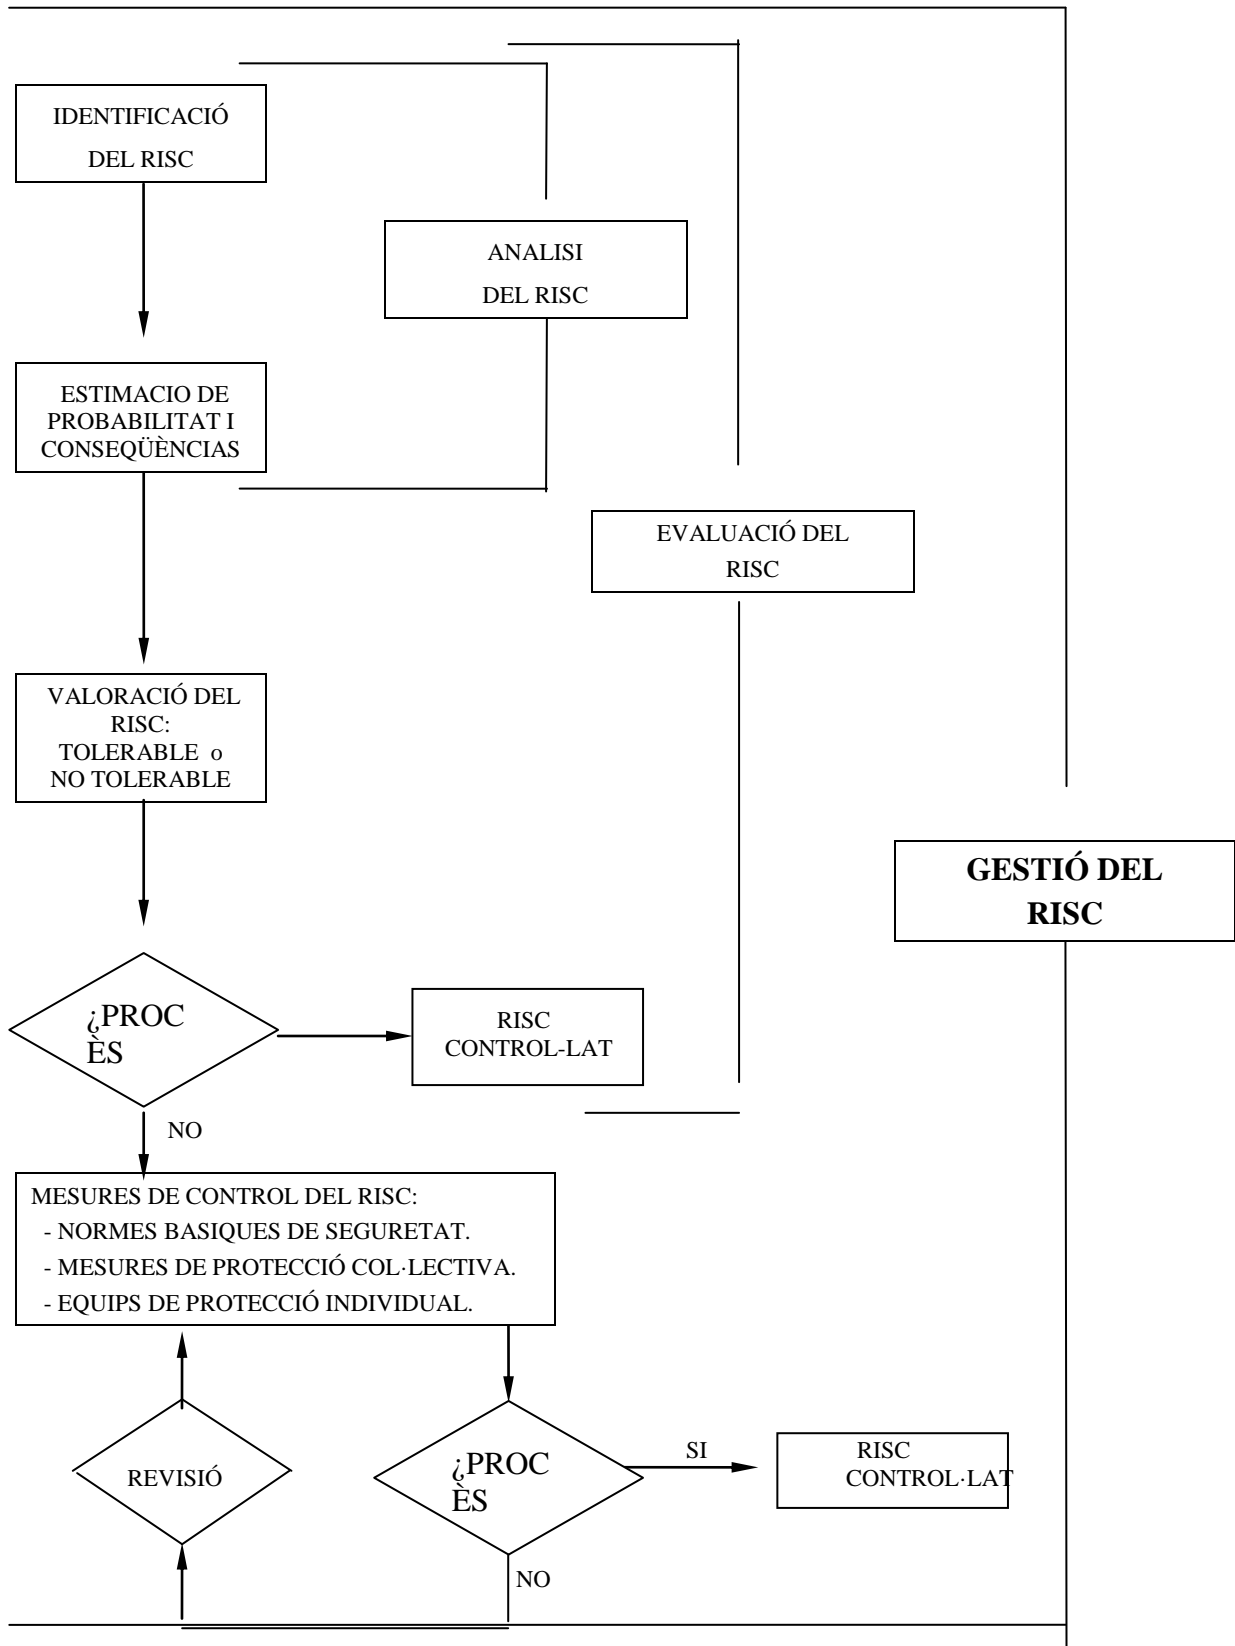 IDENTIFICACIÓ
DEL RISC
ANALISI
DEL RISC
ESTIMACIO DE
PROBABILITAT I
CONSEQÜÈNCIAS
EVALUACIÓ DEL
RISC
VALORACIÓ DEL
RISC:
TOLERABLE o
NO TOLERABLE
GESTIÓ DEL
RISC
¿PROC
ÈS
RISC
CONTROL-LAT
NO
MESURES DE CONTROL DEL RISC:
- NORMES BASIQUES DE SEGURETAT.
- MESURES DE PROTECCIÓ COL·LECTIVA.
- EQUIPS DE PROTECCIÓ INDIVIDUAL.
REVISIÓ
¿PROC
ÈS
SI
RISC
CONTROL·LAT
NO